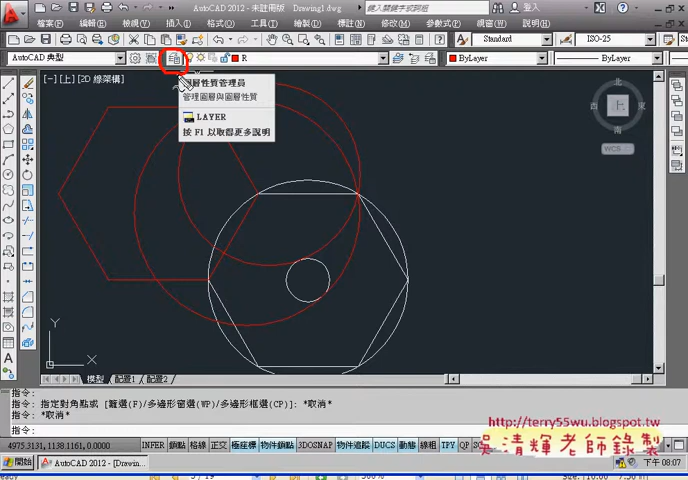 AutoCAD 2012 - 未註冊版 Drawing1.dwg
鍵入關鍵字或片語
登入
檔案(F) 編輯(E) 檢視(V) 插入(I) 格式(O) 工具(T) 繪製(D) 標註(N) 修改(M) 參數式(P) 視窗(W) 說明(H)
Standard
ISO-25
AutoCAD 典型
R
ByLayer
ByLayer
[-] [上] [2D 線架構]
圖層性質管理員
管理圖層與圖層性質
LAYER
按 F1 以取得更多說明
北
西 上 東
南
WCS
Y
X
模型 配置1 配置2
指令:
指令: 指定對角點或 [籬選(F)/多邊形窗選(WP)/多邊形框選(CP)]: *取消*
指令: *取消*
指令:
http://terry55wu.blogspot.tw
吳清輝老師錄製
4975.3131, 1138.1161, 0.0000
INFER 鎖點 格線 正交 極座標 物件鎖點 3DOSNAP 物件追蹤 DUCS 動態 線粗 TPY QP
開始
AutoCAD 2012 - [Drawin...
下午 08:07